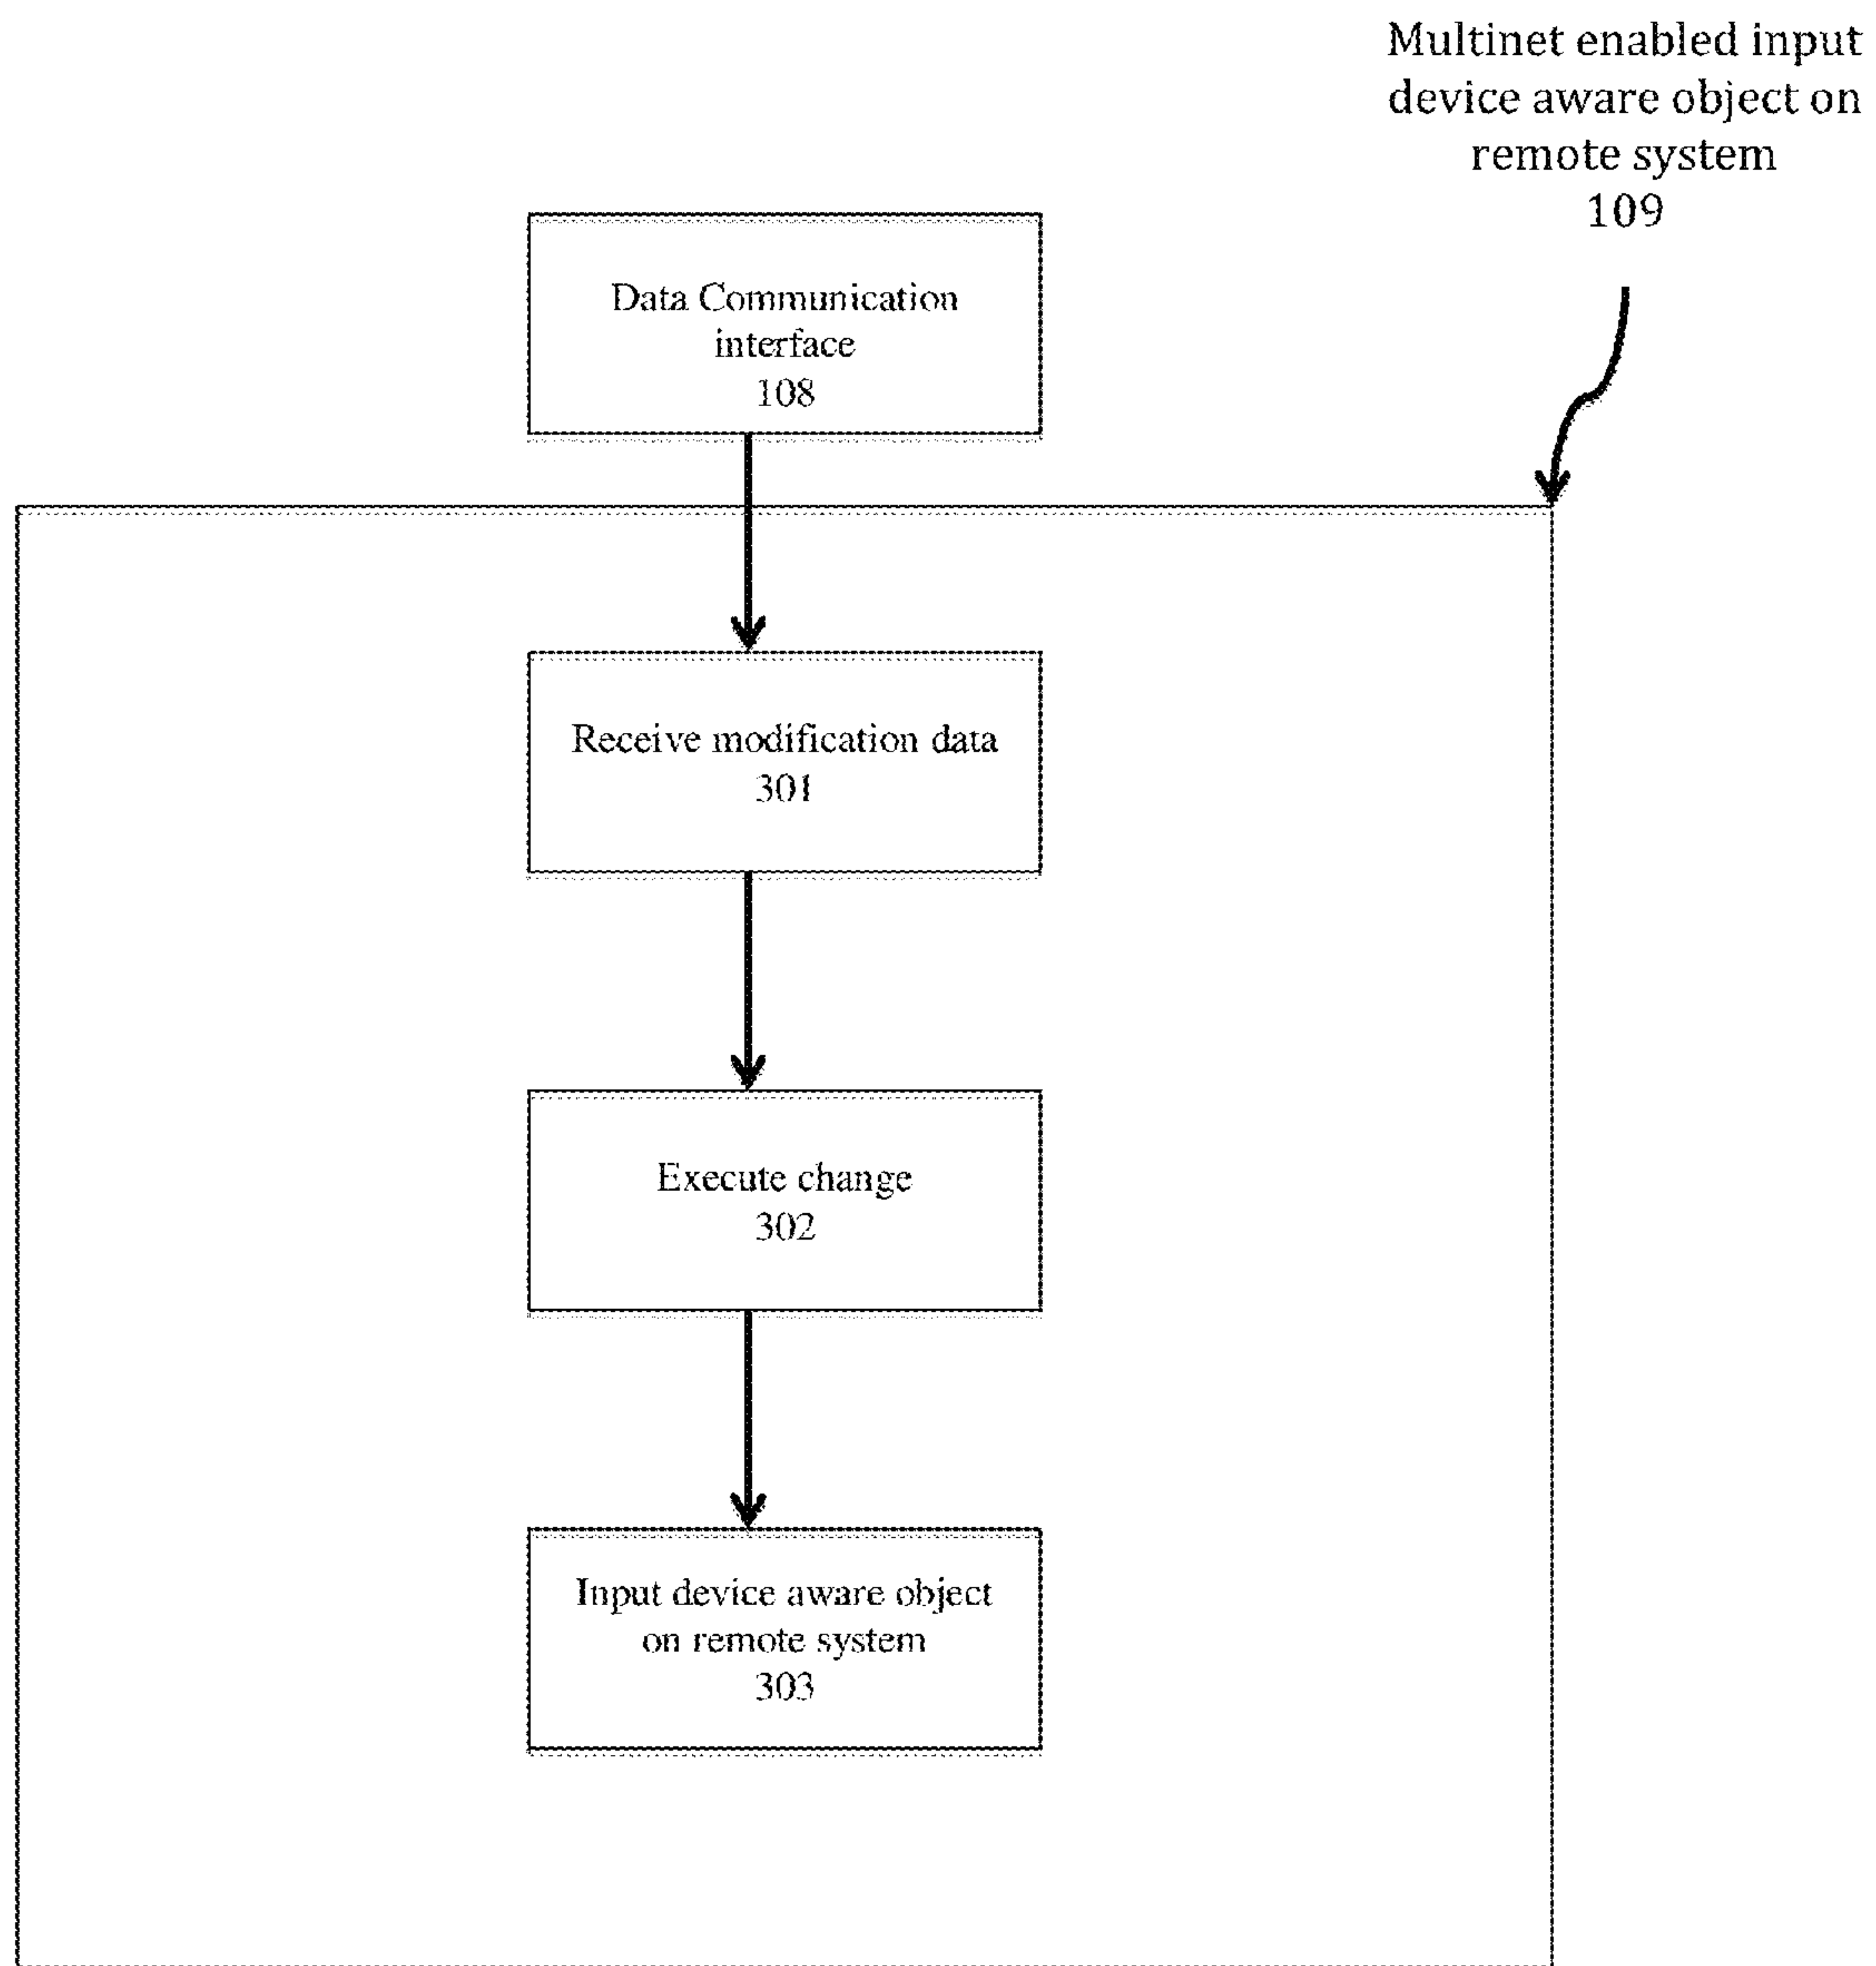 Multinet enabled input
device aware object on
remote system
109
Data Communication
interface
108
Receive modification data
301
Execute change
302
Input device aware object
on remote system
303